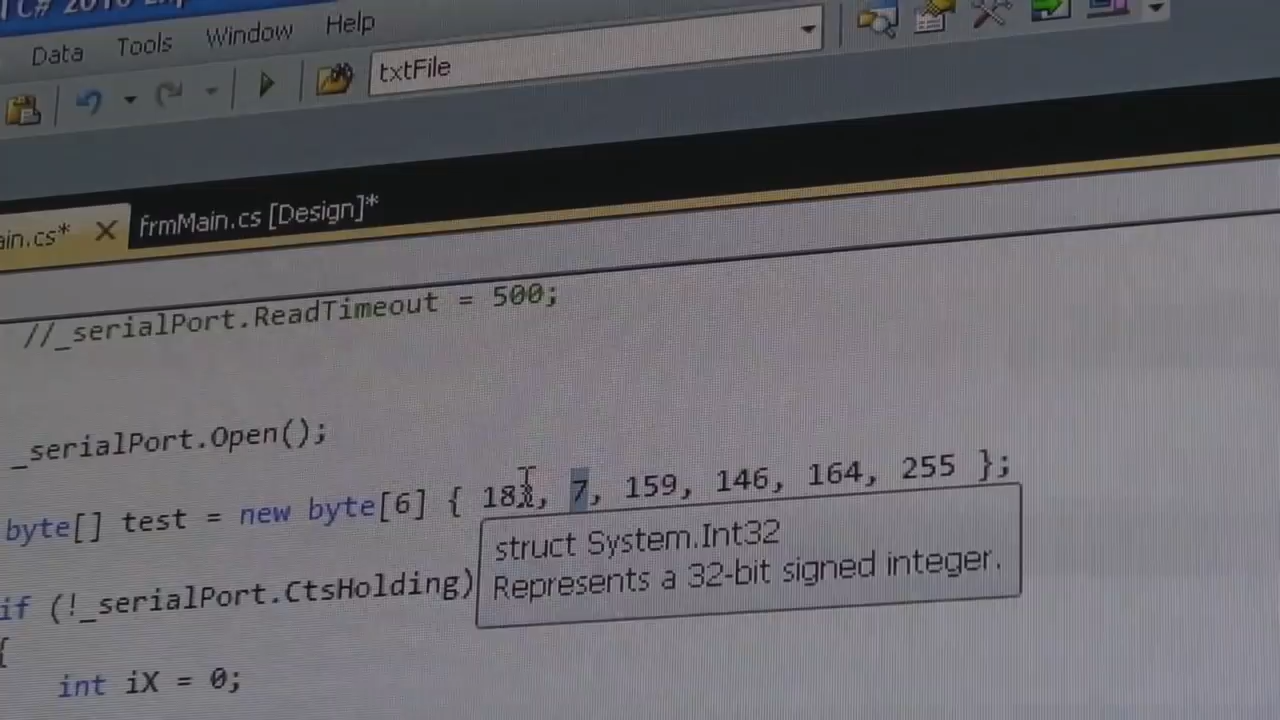 C# 2010 Exp
Data Tools Window Help
txtFile
ain.cs* frmMain.cs [Design]*
//_serialPort.ReadTimeout = 500;
_serialPort.Open();
byte[] test = new byte[6] { 18 , 7, 159, 146, 164, 255 };
struct System.Int32
Represents a 32-bit signed integer.
if (!_serialPort.CtsHolding)
{
int iX = 0;